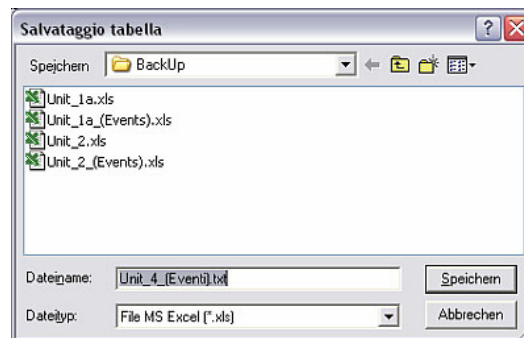 Salvataggio tabella
Speichern BackUp
Unit_1a.xls
Unit_1a_(Events).xls
Unit_2.xls
Unit_2_(Events).xls
Dateiname: Unit_4_(Eventi).txt Speichern
Dateityp: File MS Excel (*.xls) Abbrechen